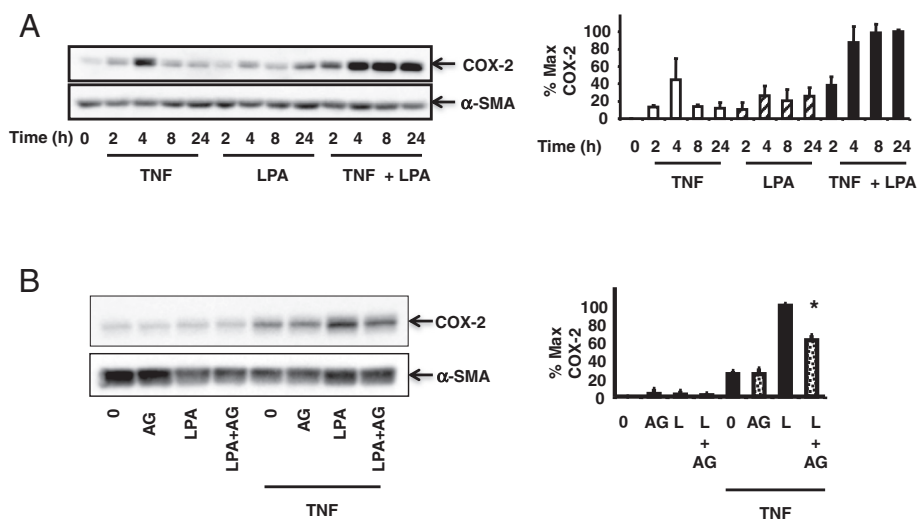 A
COX-2
α-SMA
Time (h) 0 2 4 8 24 2 4 8 24 2 4 8 24
TNF LPA TNF + LPA
% Max
COX-2
100
80
60
40
20
0
Time (h) 0 2 4 8 24 2 4 8 24 2 4 8 24
TNF LPA TNF + LPA
B
COX-2
α-SMA
0 AG LPA LPA+AG 0 AG LPA LPA+AG
TNF
% Max
COX-2
100
80
60
40
20
0
*
0 AG L L + AG 0 AG L L + AG
TNF